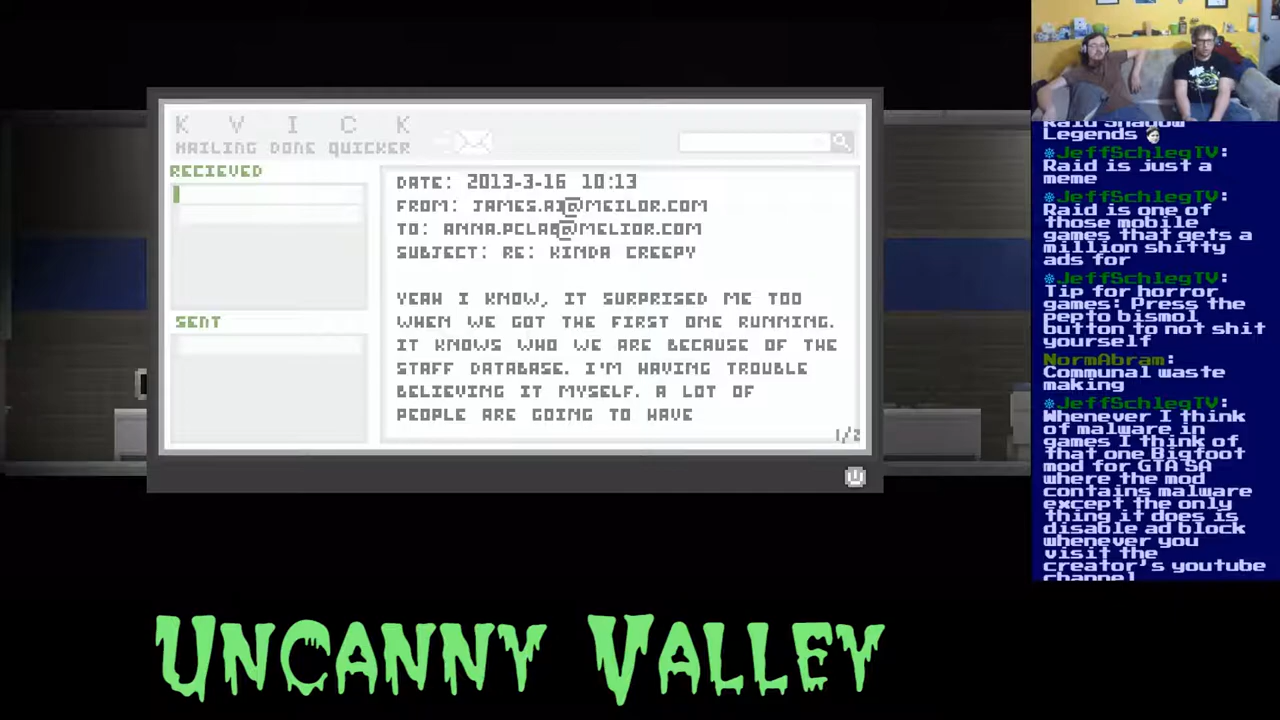 K V I C K
MAILING DONE QUICKER
RECIEVED
SENT
DATE: 2013-3-16 10:13
FROM: JAMES.AI@MEILOR.COM
TO: ANNA.PCLAB@MELIOR.COM
SUBJECT: RE: KINDA CREEPY
YEAH I KNOW, IT SURPRISED ME TOO
WHEN WE GOT THE FIRST ONE RUNNING.
IT KNOWS WHO WE ARE BECAUSE OF THE
STAFF DATABASE. I'M HAVING TROUBLE
BELIEVING IT MYSELF. A LOT OF
PEOPLE ARE GOING TO HAVE
1/2
Raid Shadow
Legends
JeffSchlegTV:
Raid is just a
meme
JeffSchlegTV:
Raid is one of
those mobile
games that gets a
million shitty
ads for
JeffSchlegTV:
Tip for horror
games: Press the
pepto bismol
button to not shit
yourself
NormAbram:
Communal waste
making
JeffSchlegTV:
Whenever I think
of malware in
games I think of
that one Bigfoot
mod for GTA SA
where the mod
contains malware
except the only
thing it does is
disable ad block
whenever you
visit the
creator's youtube
channel
UNCANNY VALLEY